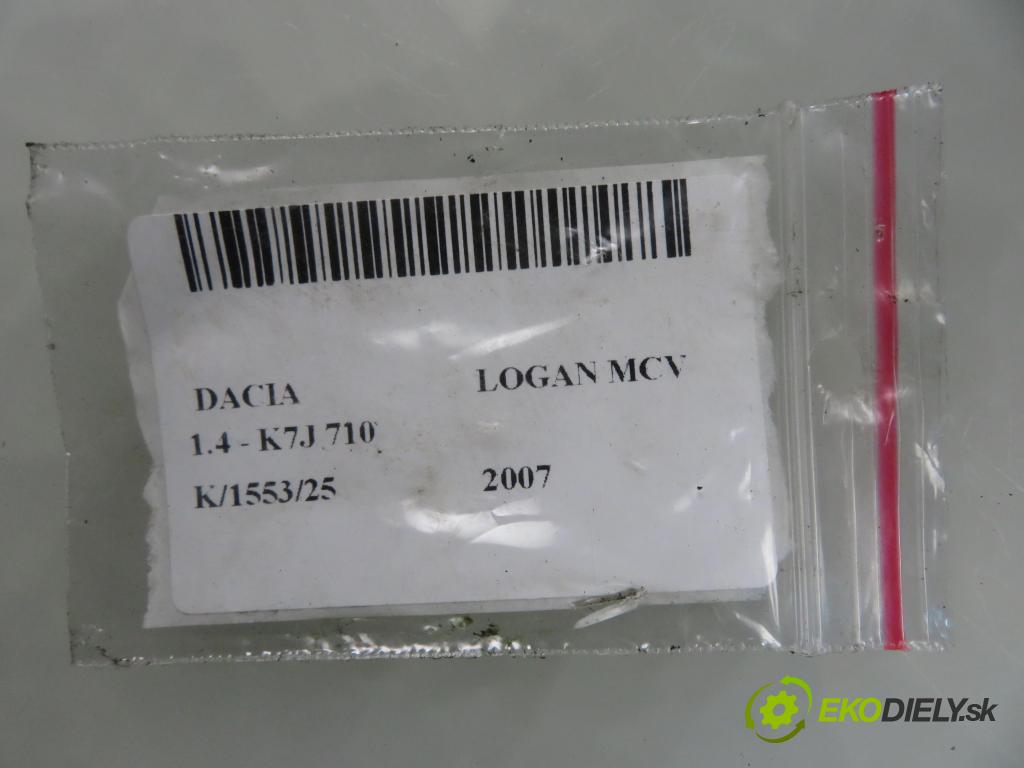 DACIA LOGAN MCV
1.4 - K7J 710
K/1553/25 2007
EKODIELY.sk